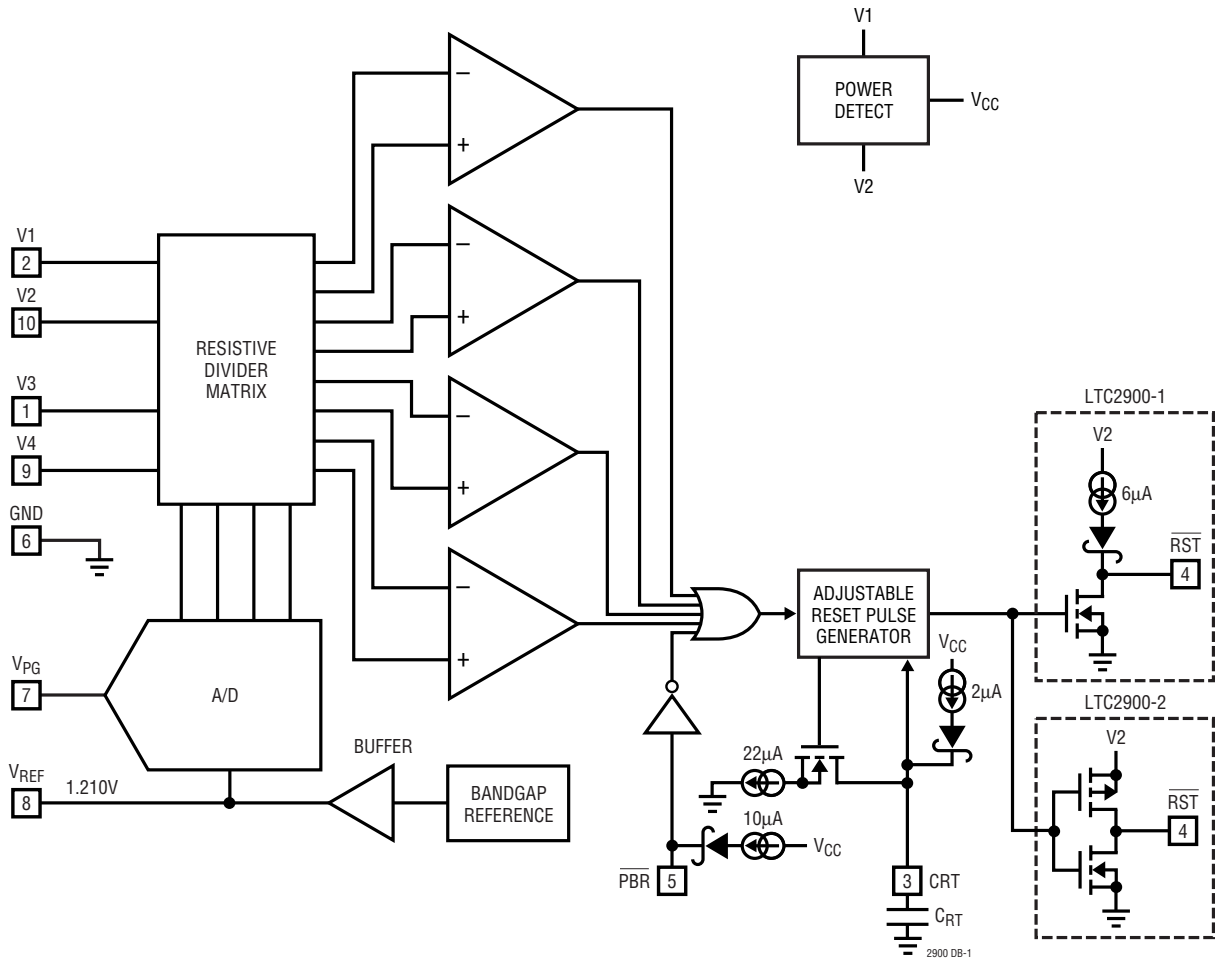 V1
POWER
DETECT
VCC
V2
V1
2
V2
10
V3
1
V4
9
GND
6
RESISTIVE
DIVIDER
MATRIX
−
+
−
+
−
+
−
+
VPG
7
A/D
VREF
8
1.210V
BUFFER
BANDGAP
REFERENCE
ADJUSTABLE
RESET PULSE
GENERATOR
VCC
2µA
22µA
10µA
VCC
PBR
5
3
CRT
CRT
2900 DB-1
LTC2900-1
V2
6µA
RST
4
LTC2900-2
V2
RST
4